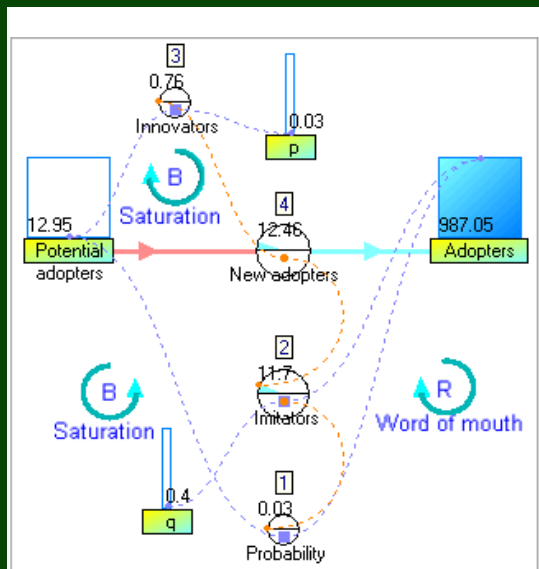 3
0.76
Innovators
0.03
p
B
Saturation
4
12.95
12.46
987.05
Potential
adopters
New adopters
Adopters
2
11.7
Imitators
B
Saturation
R
Word of mouth
0.4
q
1
0.03
Probability